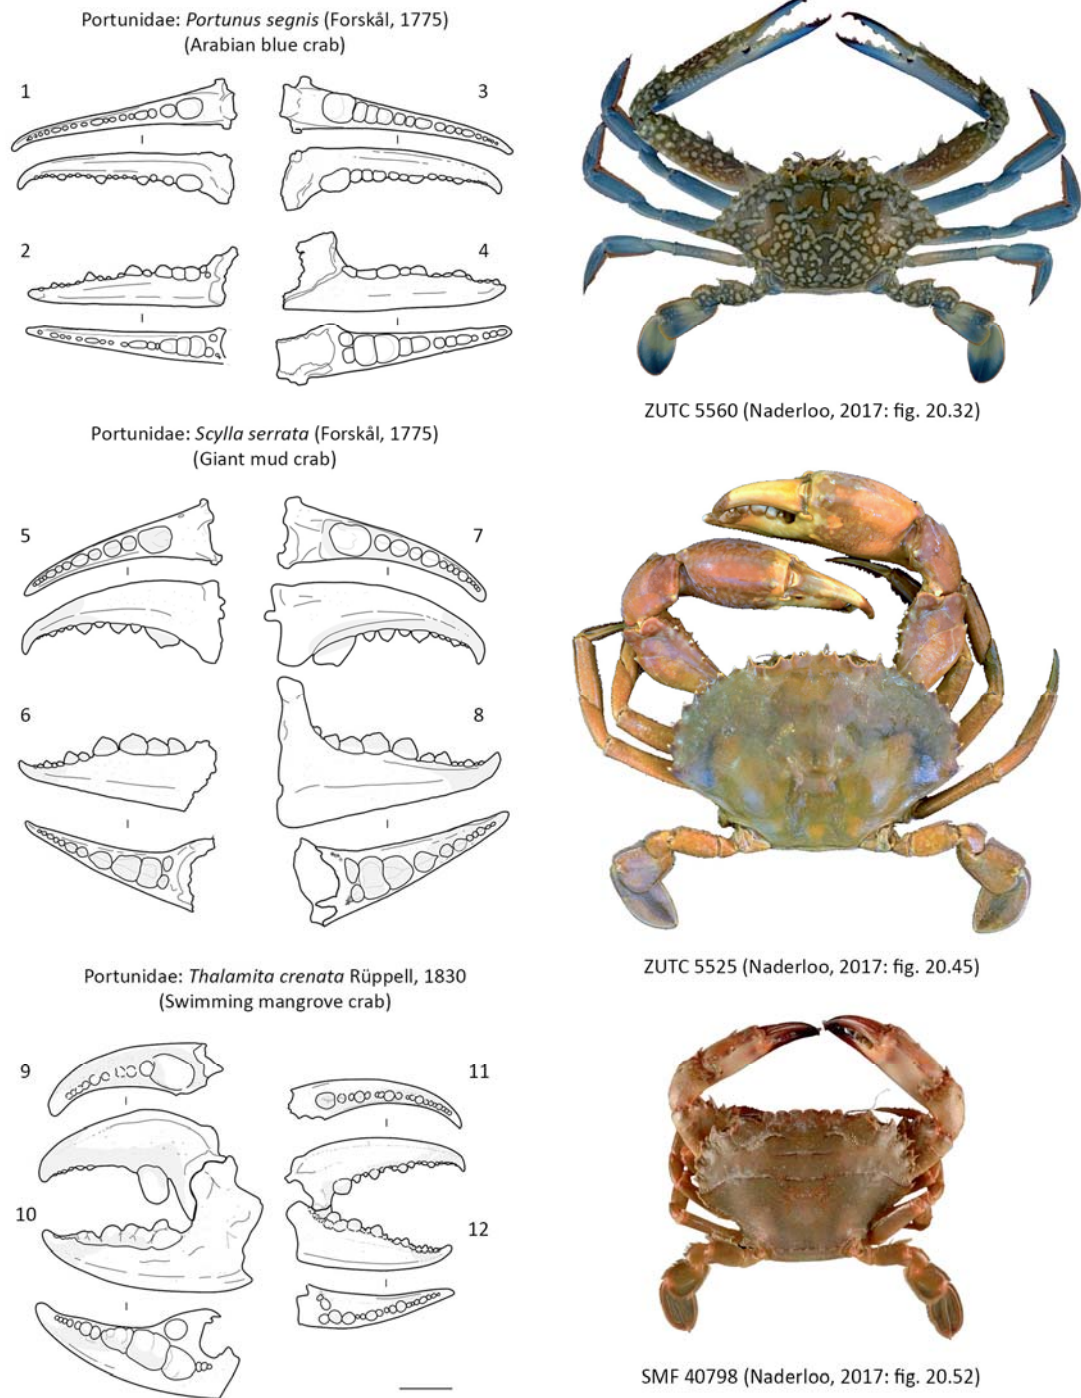 Portunidae: Portunus segnis (Forskål, 1775)
(Arabian blue crab)
1
3
2
4
ZUTC 5560 (Naderloo, 2017: fig. 20.32)
Portunidae: Scylla serrata (Forskål, 1775)
(Giant mud crab)
5
7
6
8
ZUTC 5525 (Naderloo, 2017: fig. 20.45)
Portunidae: Thalamita crenata Rüppell, 1830
(Swimming mangrove crab)
9
11
10
12
SMF 40798 (Naderloo, 2017: fig. 20.52)